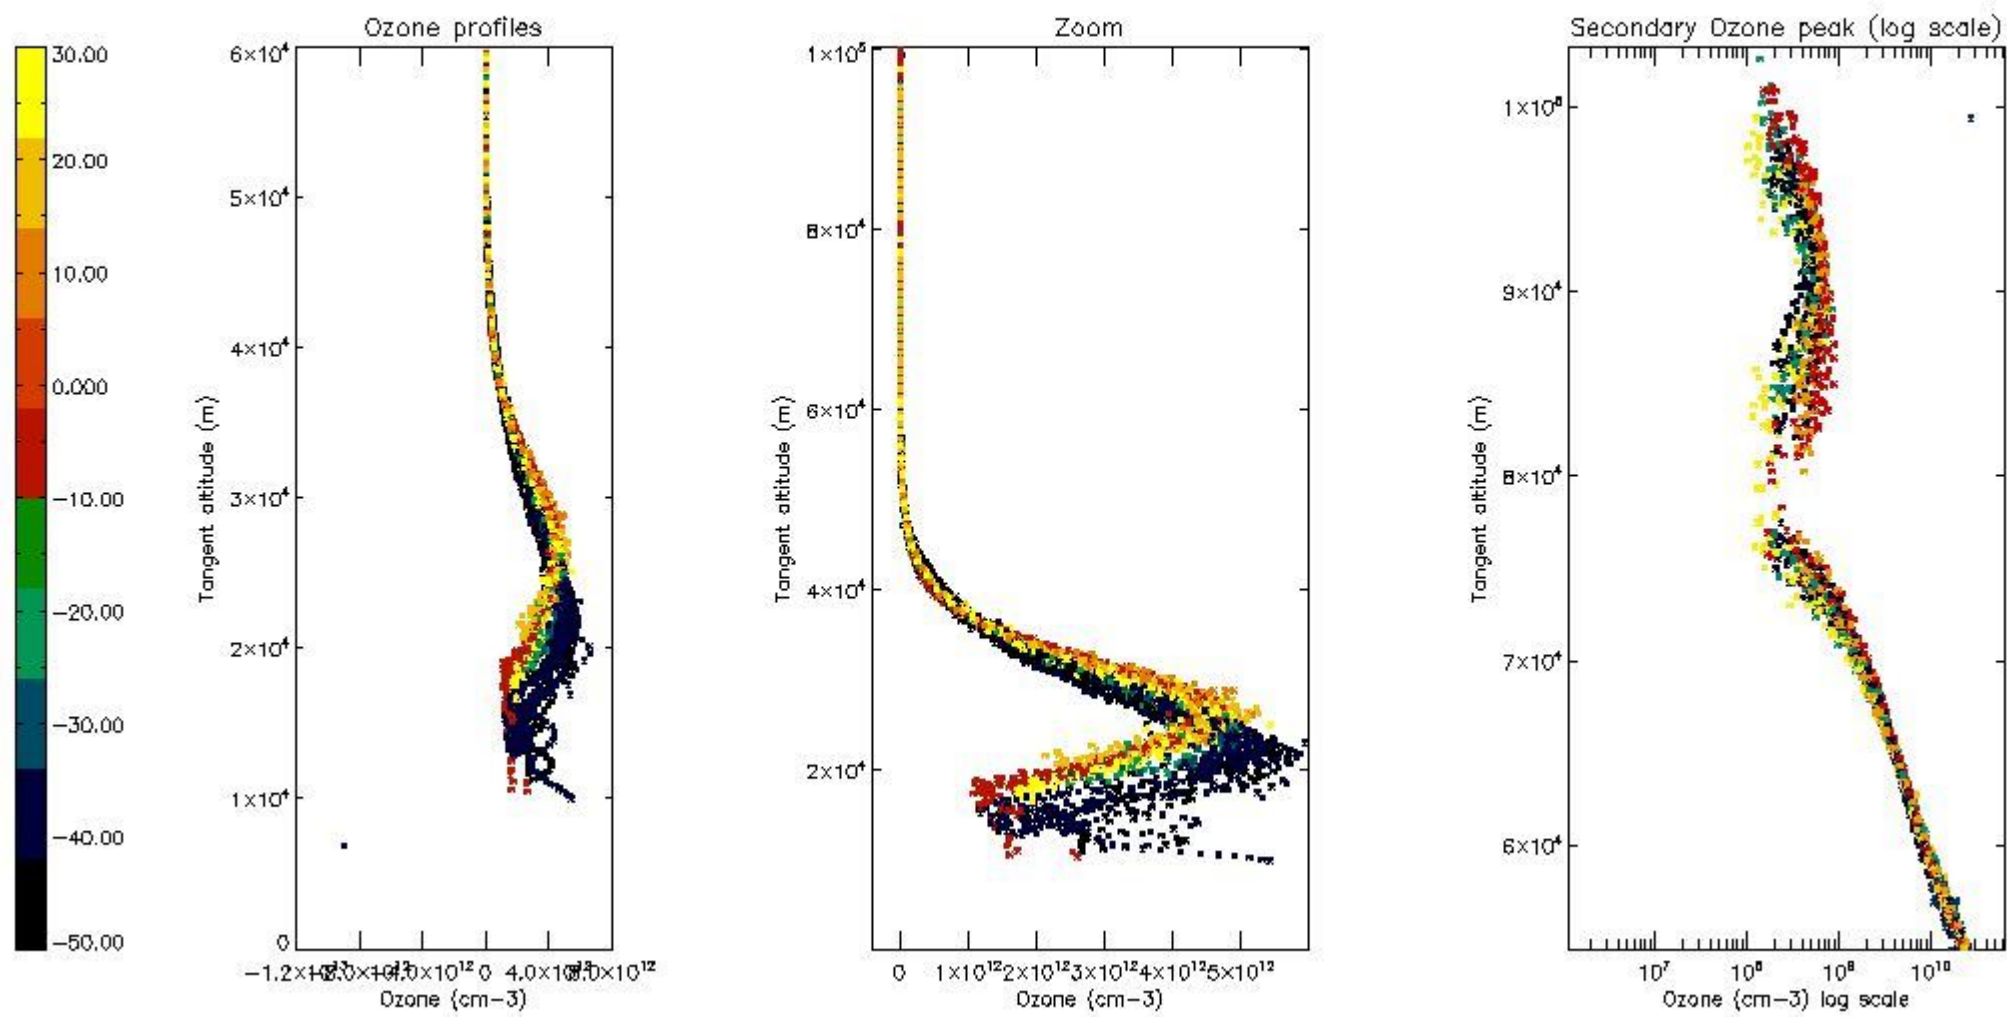 30.00
20.00
10.00
0.000
−10.00
−20.00
−30.00
−40.00
−50.00
Ozone profiles
6×10⁴
5×10⁴
4×10⁴
3×10⁴
2×10⁴
1×10⁴
0
Tangent altitude (m)
0
Ozone (cm−3)
Zoom
1×10⁵
8×10⁴
6×10⁴
4×10⁴
2×10⁴
Tangent altitude (m)
0 1×10¹² 2×10¹² 3×10¹² 4×10¹² 5×10¹²
Ozone (cm−3)
Secondary Ozone peak (log scale)
1×10⁵
9×10⁴
8×10⁴
7×10⁴
6×10⁴
Tangent altitude (m)
10⁷ 10⁸ 10⁹ 10¹⁰
Ozone (cm−3) log scale